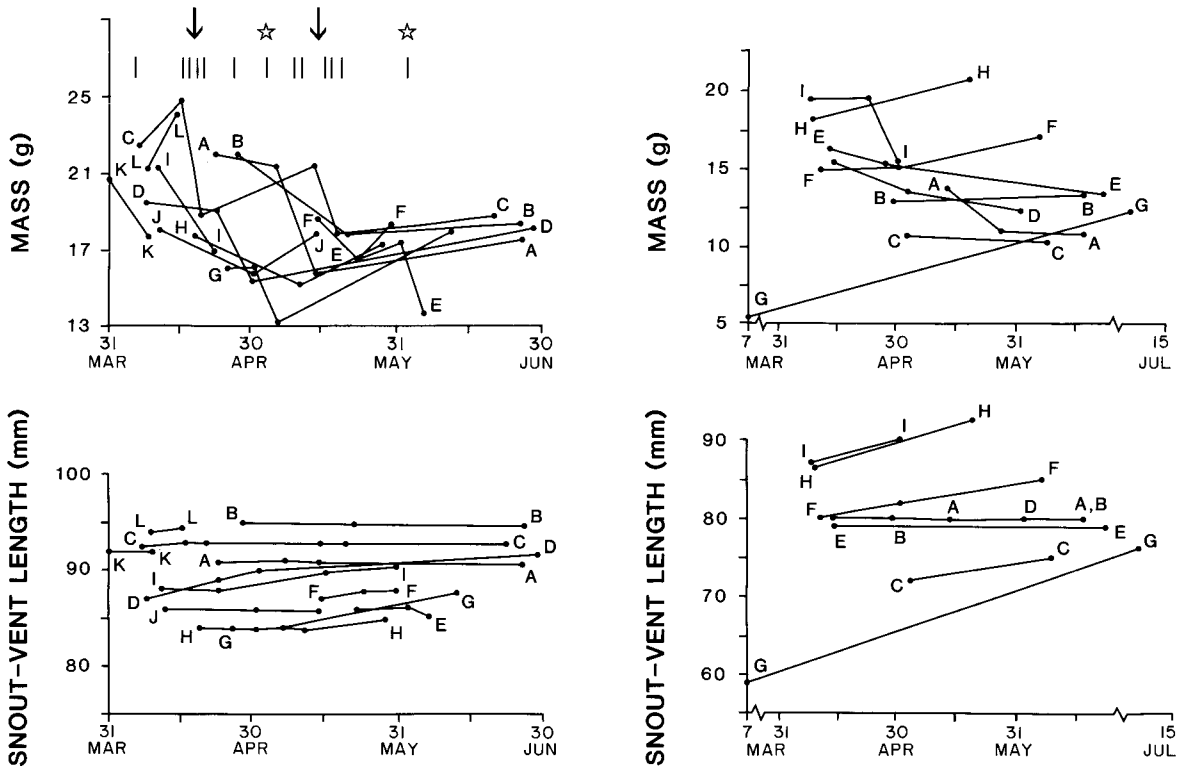 MASS (g)
25
21
17
13
C
L
L
K
I
A
B
D
J
H
I
K
G
F
J
E
F
C
B
D
A
E
31 MAR
30 APR
31 MAY
30 JUN
MASS (g)
20
15
10
5
I
H
H
E
I
F
F
A
B
D
E
B
G
C
A
C
G
7 MAR
31
30 APR
31 MAY
15 JUL
SNOUT-VENT LENGTH (mm)
100
90
80
L
L
B
B
C
C
K
K
A
D
I
I
A
D
J
F
F
G
H
G
H
E
31 MAR
30 APR
31 MAY
30 JUN
SNOUT-VENT LENGTH (mm)
90
80
70
60
I
I
H
H
F
F
A
D
A,B
E
B
E
G
C
C
G
7 MAR
31
30 APR
31 MAY
15 JUL